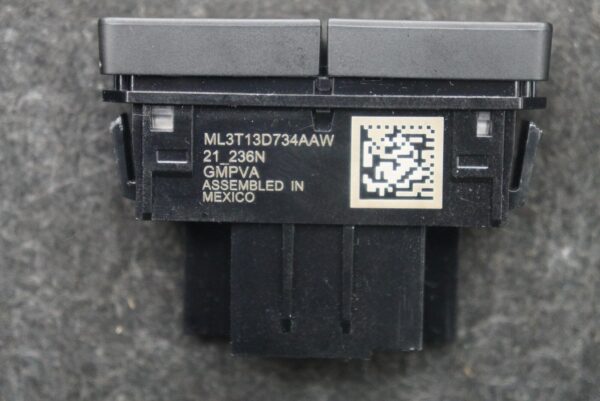 ML3T13D734AAW
21_236N
GMPVA
ASSEMBLED IN
MEXICO